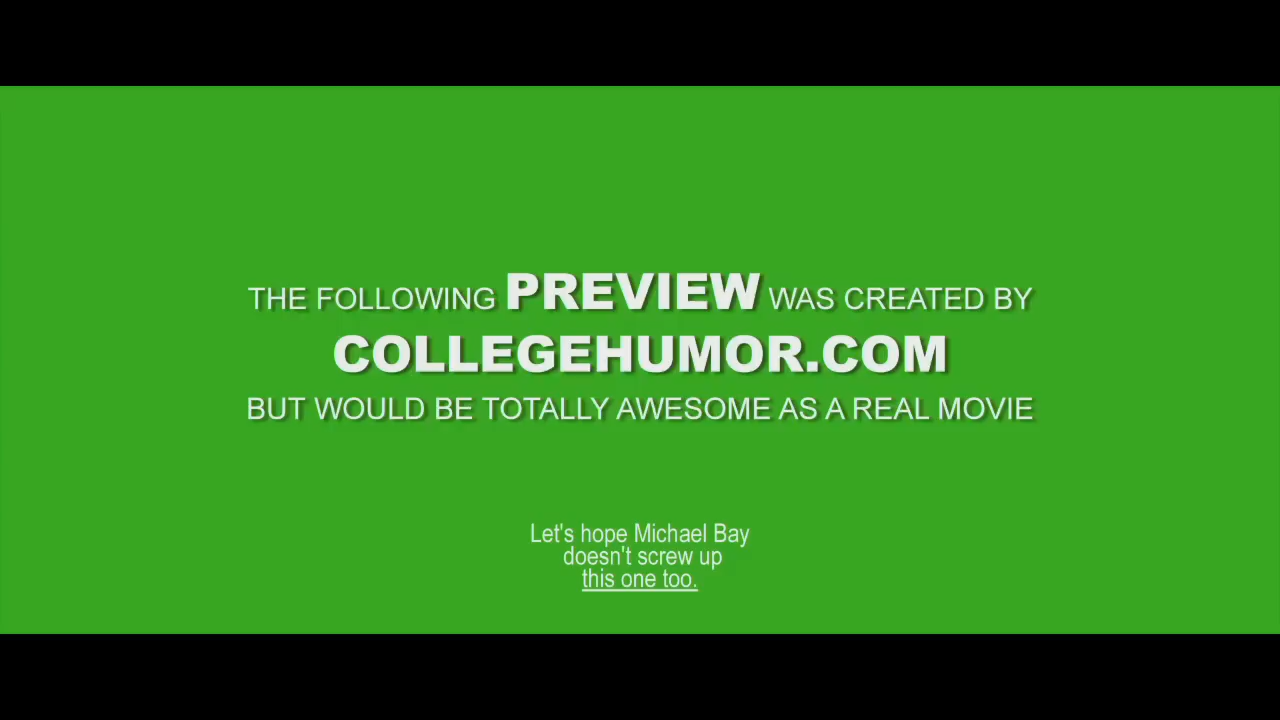 THE FOLLOWING PREVIEW WAS CREATED BY
COLLEGEHUMOR.COM
BUT WOULD BE TOTALLY AWESOME AS A REAL MOVIE
Let's hope Michael Bay
doesn't screw up
this one too.